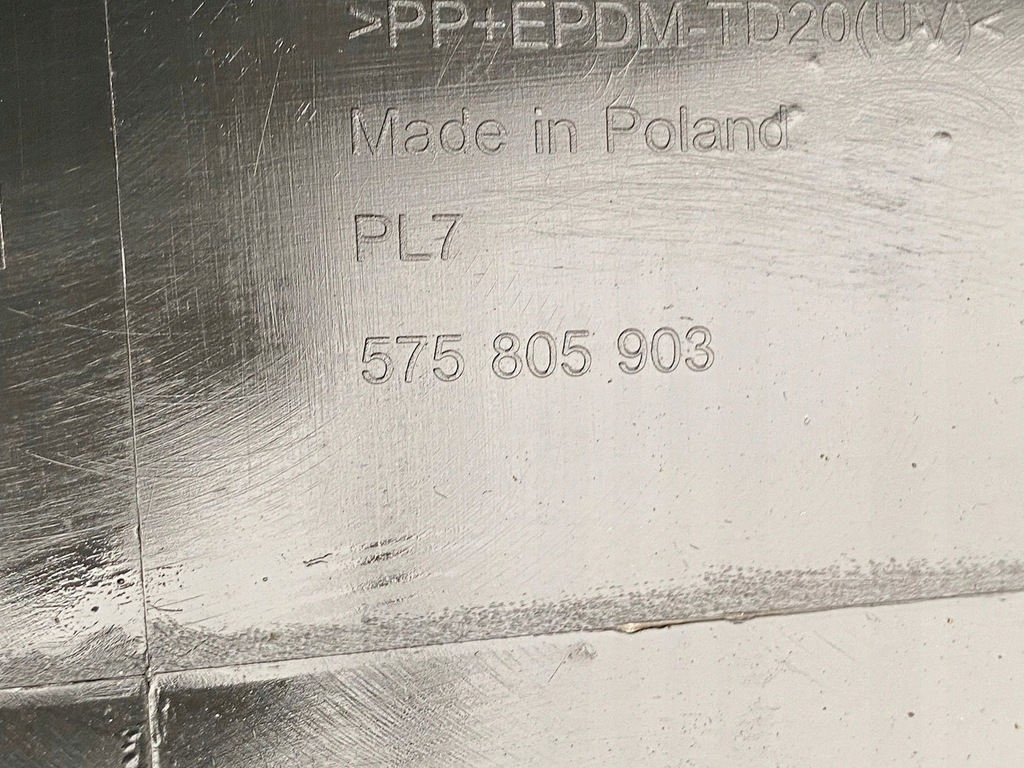 >PP+EPDM-TD20(UV)<
Made in Poland
PL7
575 805 903